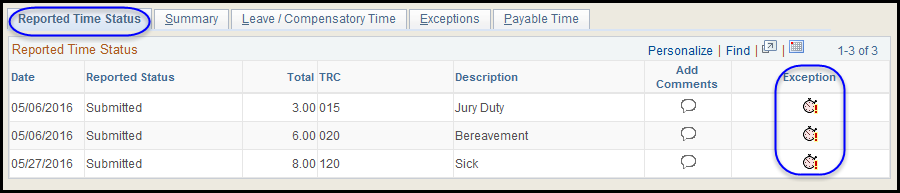 Reported Time Status Summary Leave / Compensatory Time Exceptions Payable Time
Reported Time Status Personalize | Find | 1-3 of 3
Date Reported Status Total TRC Description Add Comments Exception
05/06/2016 Submitted 3.00 015 Jury Duty
05/06/2016 Submitted 6.00 020 Bereavement
05/27/2016 Submitted 8.00 120 Sick